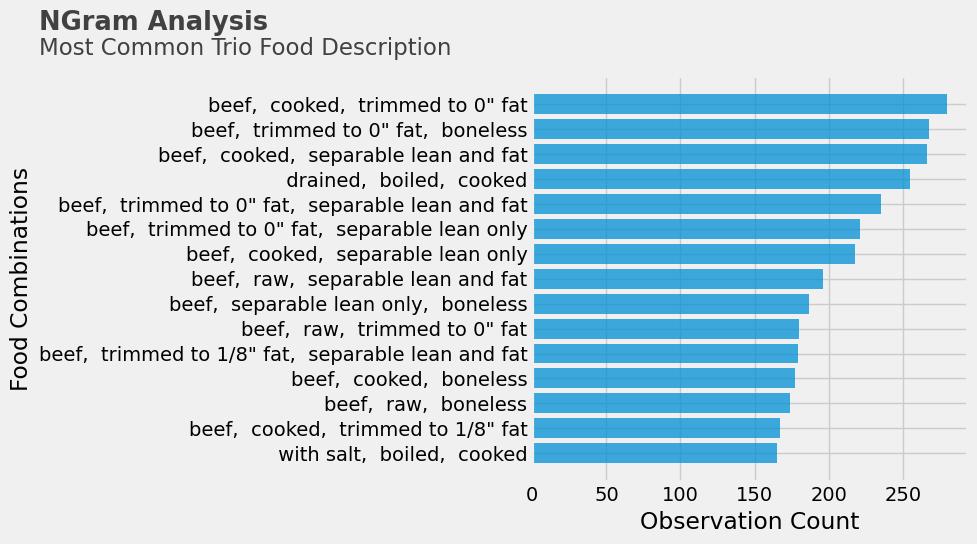 NGram Analysis
Most Common Trio Food Description
Food Combinations
beef,  cooked,  trimmed to 0" fat
beef,  trimmed to 0" fat,  boneless
beef,  cooked,  separable lean and fat
drained,  boiled,  cooked
beef,  trimmed to 0" fat,  separable lean and fat
beef,  trimmed to 0" fat,  separable lean only
beef,  cooked,  separable lean only
beef,  raw,  separable lean and fat
beef,  separable lean only,  boneless
beef,  raw,  trimmed to 0" fat
beef,  trimmed to 1/8" fat,  separable lean and fat
beef,  cooked,  boneless
beef,  raw,  boneless
beef,  cooked,  trimmed to 1/8" fat
with salt,  boiled,  cooked
0 50 100 150 200 250
Observation Count